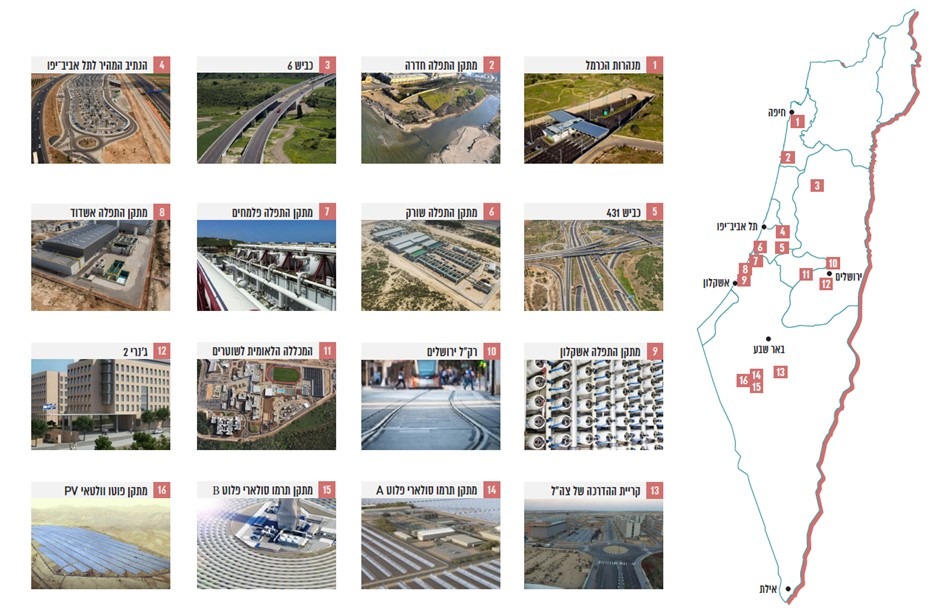 1 מנהרות הכרמל
2 מתקן התפלה חדרה
3 כביש 6
4 הנתיב המהיר לתל אביב־יפו
5 כביש 431
6 מתקן התפלה שורק
7 מתקן התפלה פלמחים
8 מתקן התפלה אשדוד
9 מתקן התפלה אשקלון
10 רק"ל ירושלים
11 המכללה הלאומית לשוטרים
12 ג'נרי 2
13 קריית ההדרכה של צה"ל
14 מתקן תרמו סולארי פלוט A
15 מתקן תרמו סולארי פלוט B
16 מתקן פוטו וולטאי PV
חיפה
1
2
3
תל אביב־יפו
4
5
6
7
8
9
אשקלון
10
11
ירושלים
12
באר שבע
13
14
16
15
אילת